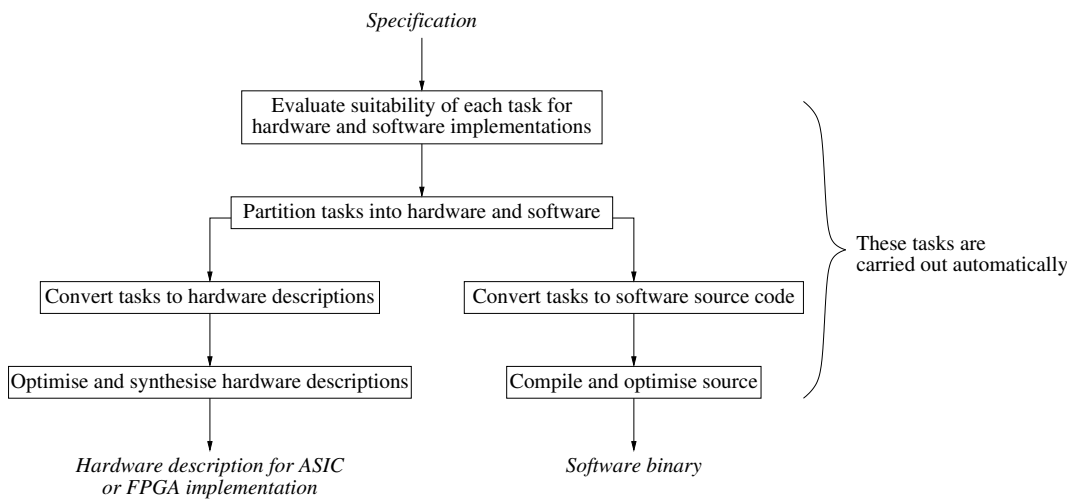 Specification
Evaluate suitability of each task for
hardware and software implementations
Partition tasks into hardware and software
These tasks are
carried out automatically
Convert tasks to hardware descriptions
Convert tasks to software source code
Optimise and synthesise hardware descriptions
Compile and optimise source
Hardware description for ASIC
or FPGA implementation
Software binary